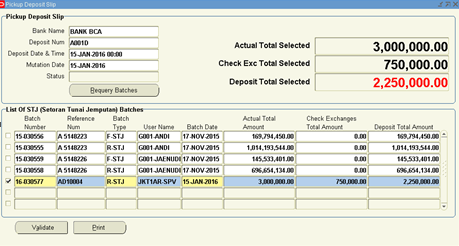 Pickup Deposit Slip
Pickup Deposit Slip
Bank Name BANK BCA
Deposit Num A001D
Deposit Date & Time 15-JAN-2016 00:00
Mutation Date 15-JAN-2016
Status
Requery Batches
Actual Total Selected 3,000,000.00
Check Exc Total Selected 750,000.00
Deposit Total Selected 2,250,000.00
List Of STJ (Setoran Tunai Jemputan) Batches
Batch Number Reference Num Batch Type User Name Batch Date Actual Total Amount Check Exchanges Total Amount Deposit Total Amount
15-030556 A 5148223 F-STJ G001-ANDI 17-NOV-2015 169,794,450.00 0.00 169,794,450.00
15-030555 A 5148223 R-STJ G001-ANDI 17-NOV-2015 1,014,193,544.00 0.00 1,014,193,544.00
15-030559 A 5148226 F-STJ G001-JAENUDI 17-NOV-2015 145,533,401.00 0.00 145,533,401.00
15-030558 A 5148226 R-STJ G001-JAENUDI 17-NOV-2015 696,654,134.00 0.00 696,654,134.00
16-030577 AD10004 R-STJ JKT1AR-SPV 15-JAN-2016 3,000,000.00 750,000.00 2,250,000.00
Validate Print